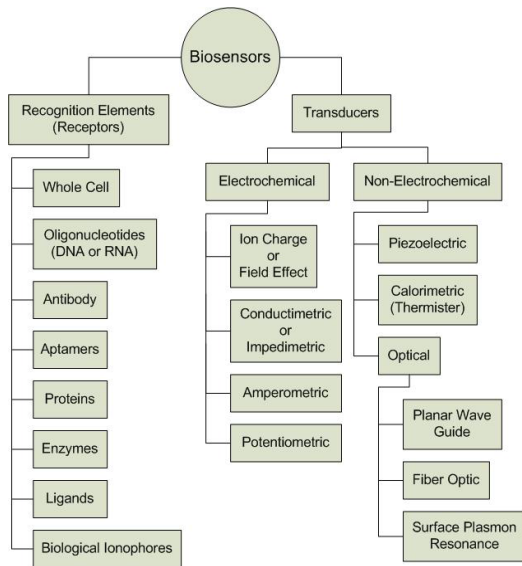 Biosensors
Recognition Elements
(Receptors)
Whole Cell
Oligonucleotides
(DNA or RNA)
Antibody
Aptamers
Proteins
Enzymes
Ligands
Biological Ionophores
Transducers
Electrochemical
Ion Charge
or
Field Effect
Conductimetric
or
Impedimetric
Amperometric
Potentiometric
Non-Electrochemical
Piezoelectric
Calorimetric
(Thermister)
Optical
Planar Wave
Guide
Fiber Optic
Surface Plasmon
Resonance